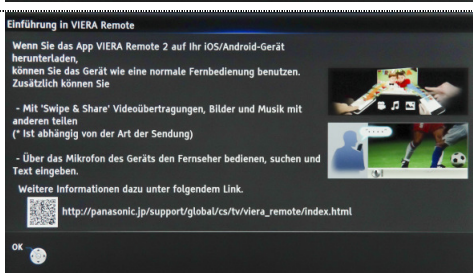 Einführung in VIERA Remote
Wenn Sie das App VIERA Remote 2 auf Ihr iOS/Android-Gerät
herunterladen,
können Sie das Gerät wie eine normale Fernbedienung benutzen.
Zusätzlich können Sie
- Mit 'Swipe & Share' Videoübertragungen, Bilder und Musik mit
anderen teilen
(* Ist abhängig von der Art der Sendung)
- Über das Mikrofon des Geräts den Fernseher bedienen, suchen und
Text eingeben.
Weitere Informationen dazu unter folgendem Link.
http://panasonic.jp/support/global/cs/tv/viera_remote/index.html
OK